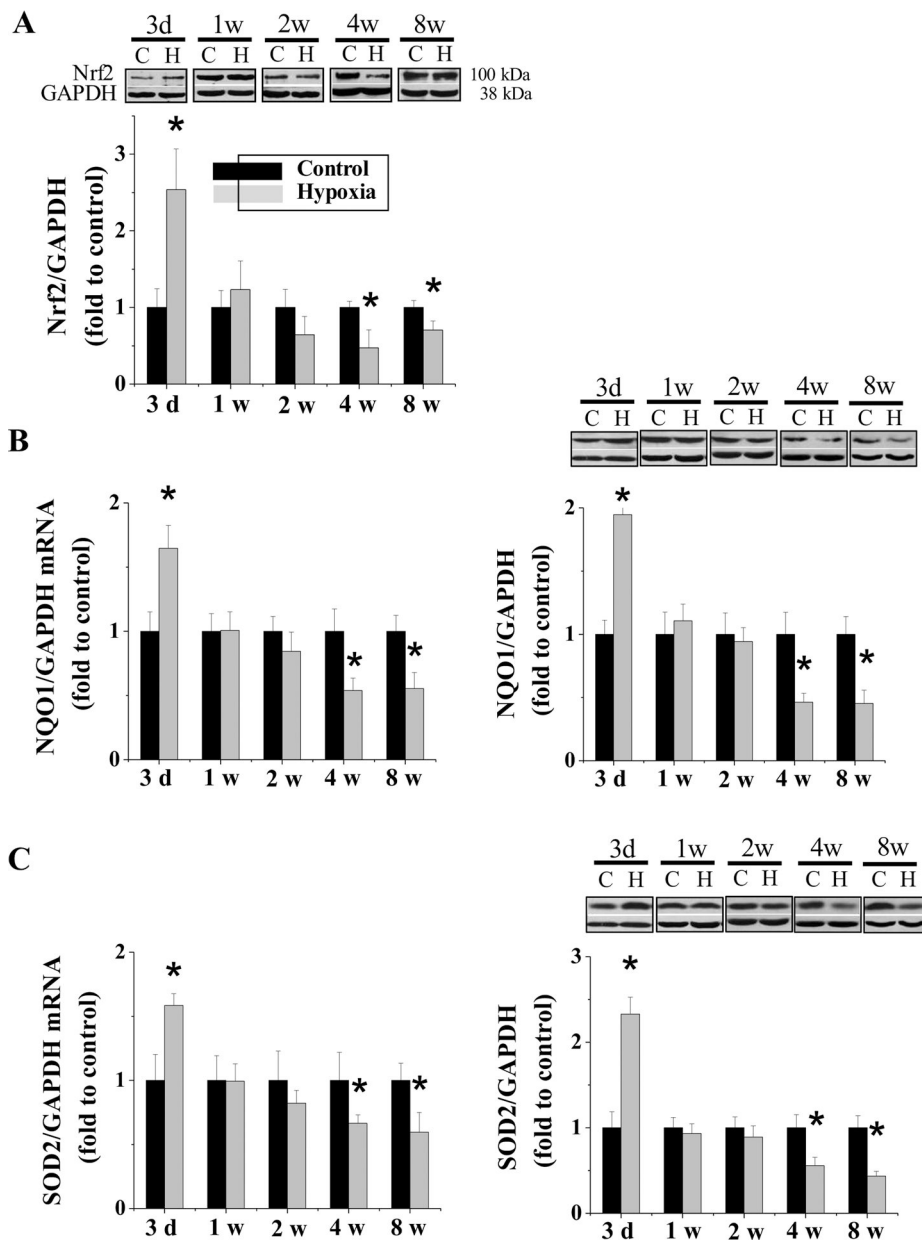 A
3d 1w 2w 4w 8w
C H C H C H C H C H
Nrf2 100 kDa
GAPDH 38 kDa
*
Control
Hypoxia
Nrf2/GAPDH
(fold to control)
3
2
1
0
* *
3 d 1 w 2 w 4 w 8 w
B
3d 1w 2w 4w 8w
C H C H C H C H C H
NQO1/GAPDH mRNA
(fold to control)
2
1
0
*
* *
3 d 1 w 2 w 4 w 8 w
NQO1/GAPDH
(fold to control)
2
1
0
*
* *
3 d 1 w 2 w 4 w 8 w
C
3d 1w 2w 4w 8w
C H C H C H C H C H
SOD2/GAPDH mRNA
(fold to control)
2
1
0
*
* *
3 d 1 w 2 w 4 w 8 w
SOD2/GAPDH
(fold to control)
3
2
1
0
*
* *
3 d 1 w 2 w 4 w 8 w